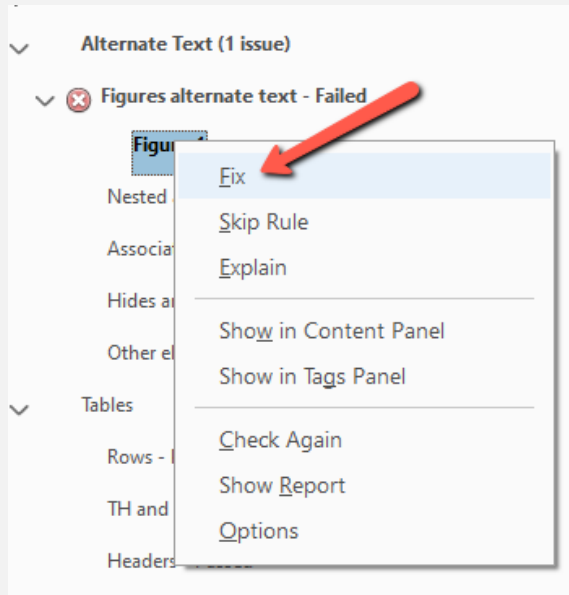 Alternate Text (1 issue)
Figures alternate text - Failed
Fix
Nested
Skip Rule
Explain
Hides
Show in Content Panel
Other
Show in Tags Panel
Tables
Check Again
Rows -
Show Report
TH and
Options
Headers